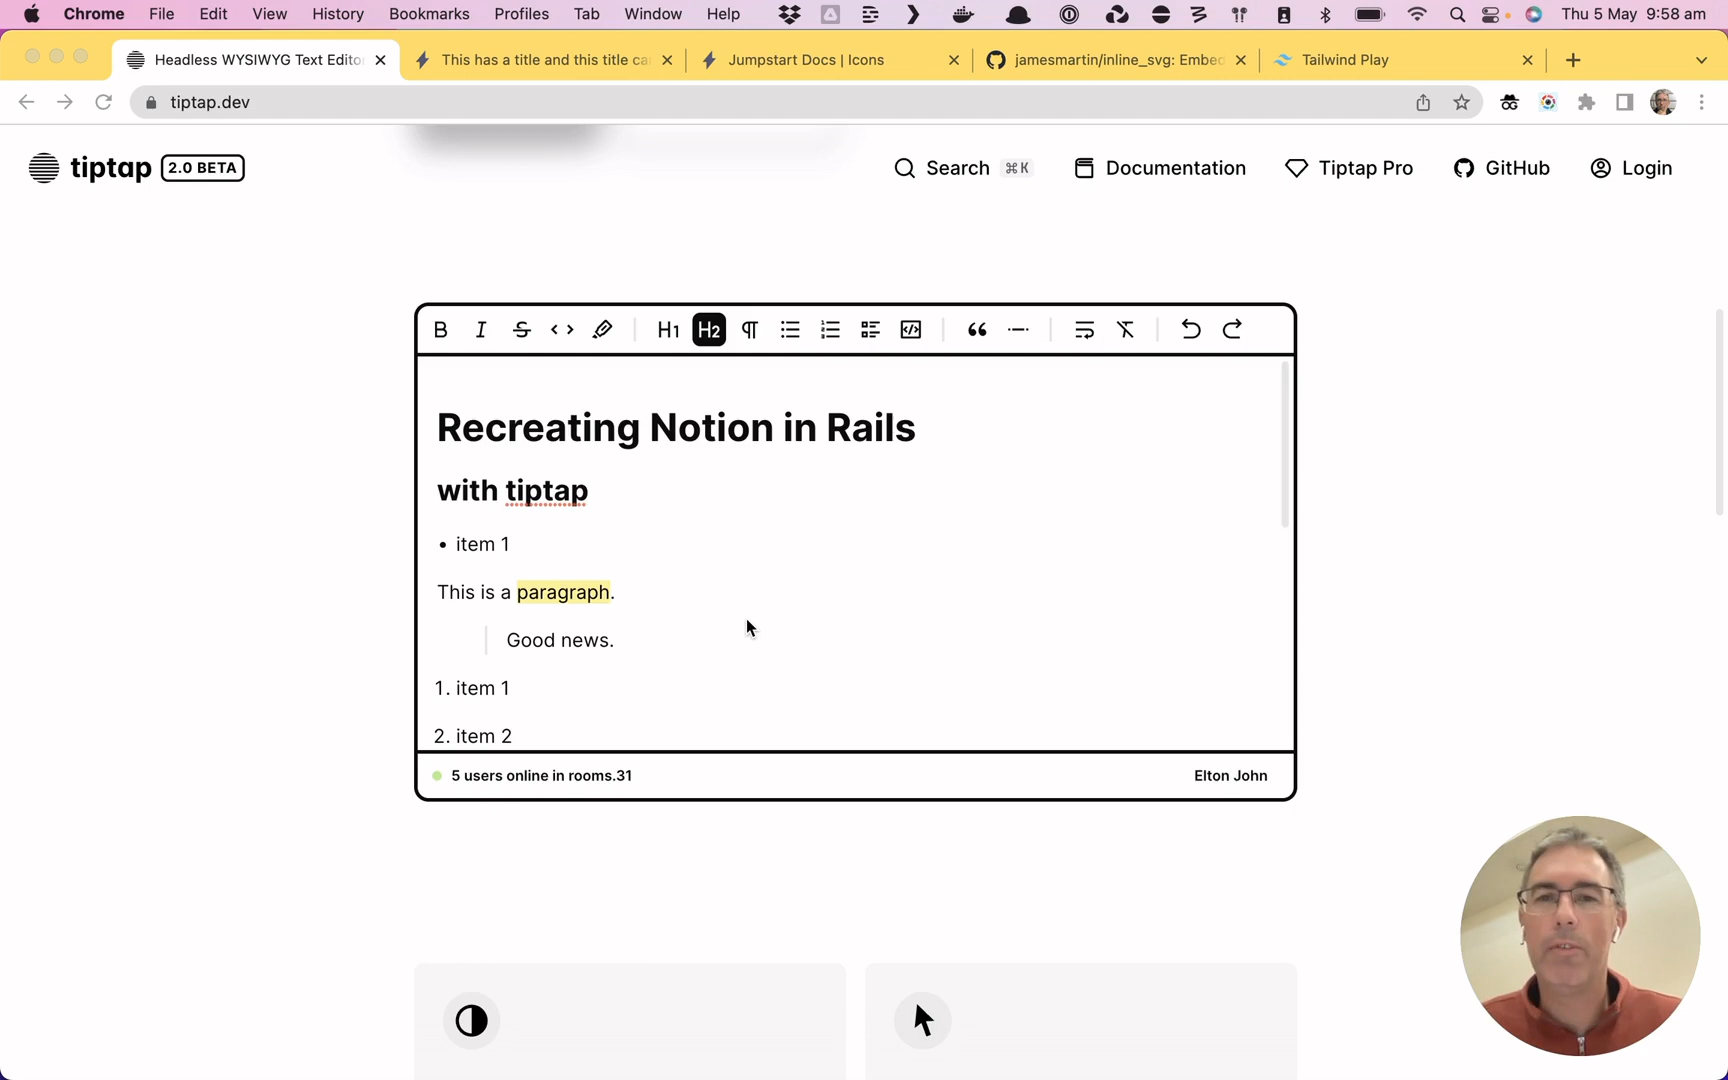 Chrome File Edit View History Bookmarks Profiles Tab Window Help Thu 5 May 9:58 am
Headless WYSIWYG Text Edito This has a title and this title ca Jumpstart Docs | Icons jamesmartin/inline_svg: Embed Tailwind Play
tiptap.dev
tiptap 2.0 BETA Search ⌘K Documentation Tiptap Pro GitHub Login
B I S H1 H2
Recreating Notion in Rails
with tiptap
• item 1
This is a paragraph.
Good news.
1. item 1
2. item 2
5 users online in rooms.31 Elton John